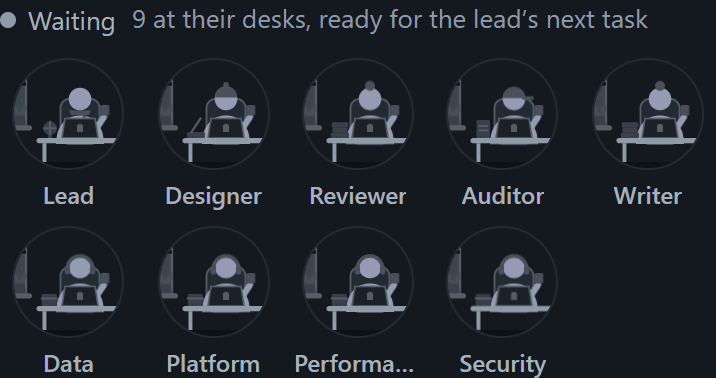 Waiting 9 at their desks, ready for the lead’s next task
Lead Designer Reviewer Auditor Writer
Data Platform Performa... Security